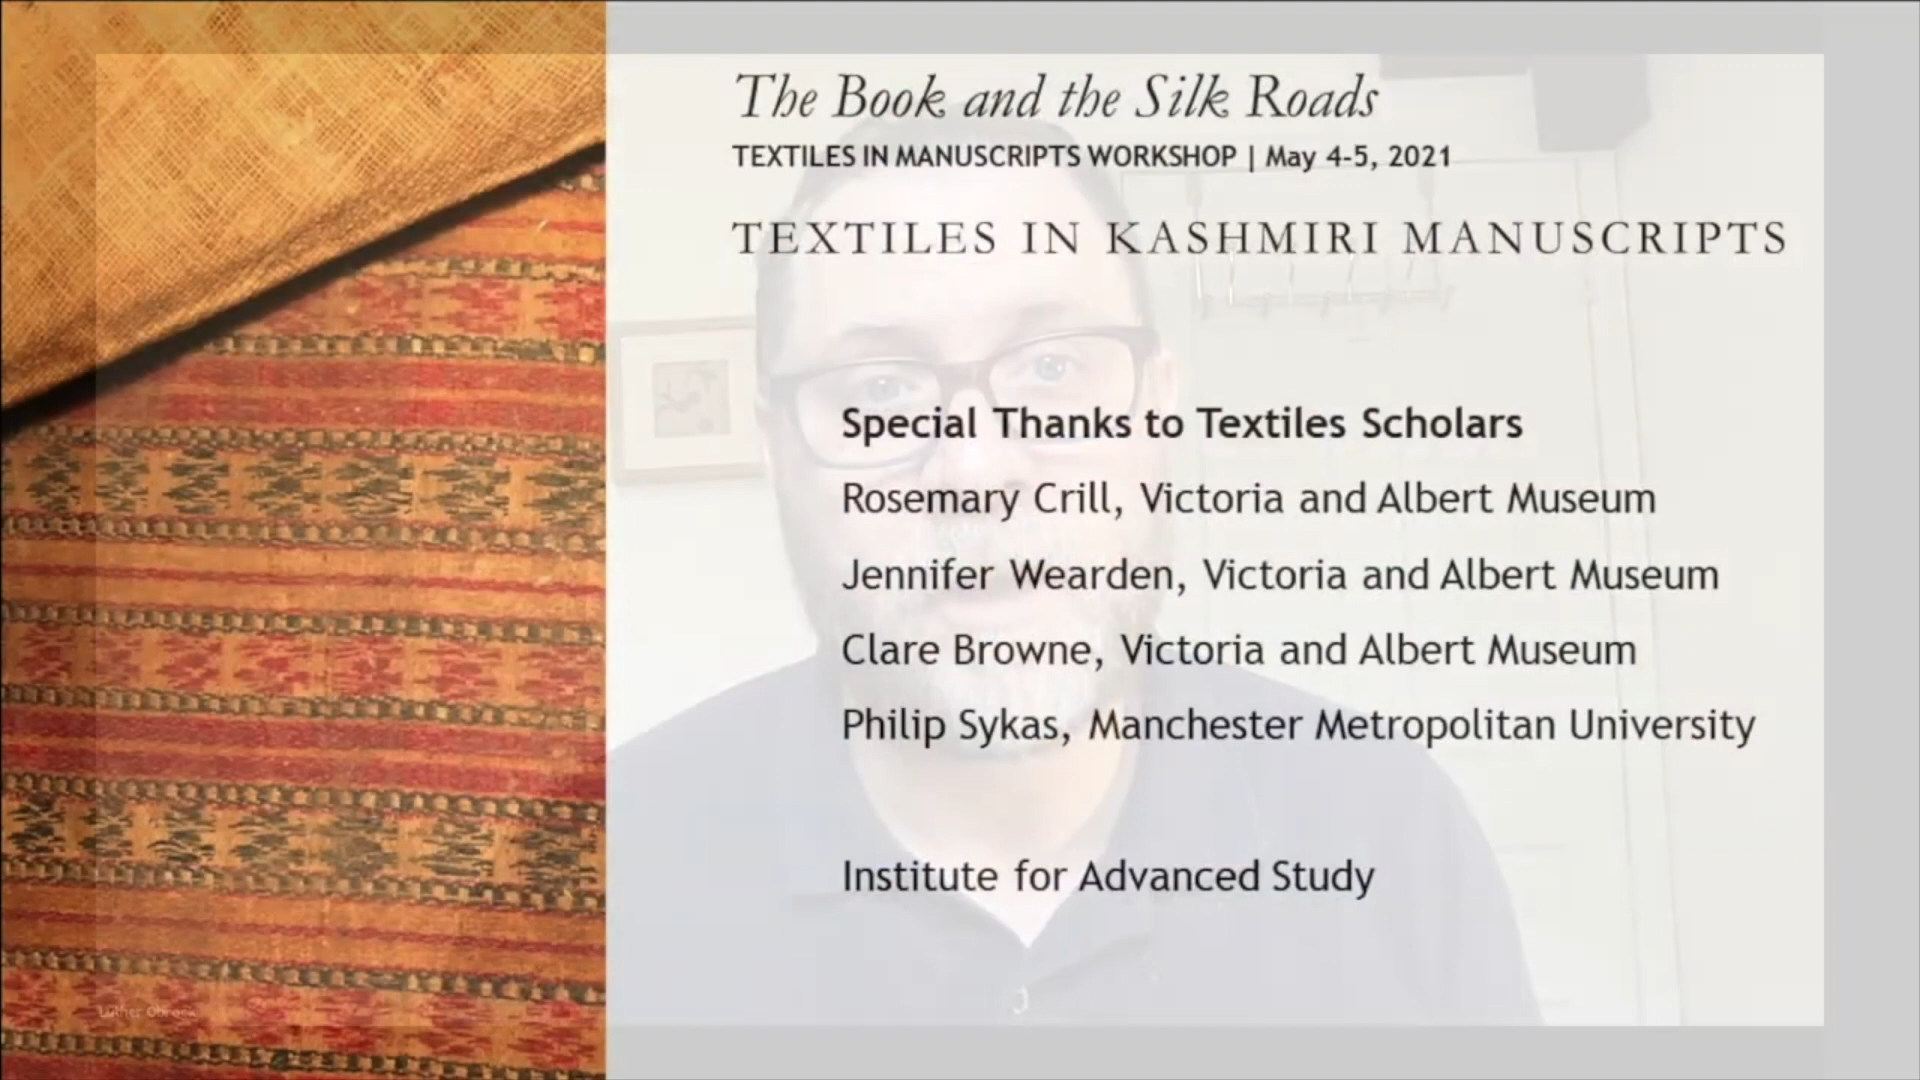 The Book and the Silk Roads
TEXTILES IN MANUSCRIPTS WORKSHOP | May 4-5, 2021
TEXTILES IN KASHMIRI MANUSCRIPTS
Special Thanks to Textiles Scholars
Rosemary Crill, Victoria and Albert Museum
Jennifer Wearden, Victoria and Albert Museum
Clare Browne, Victoria and Albert Museum
Philip Sykas, Manchester Metropolitan University
Institute for Advanced Study
Luther Obrock